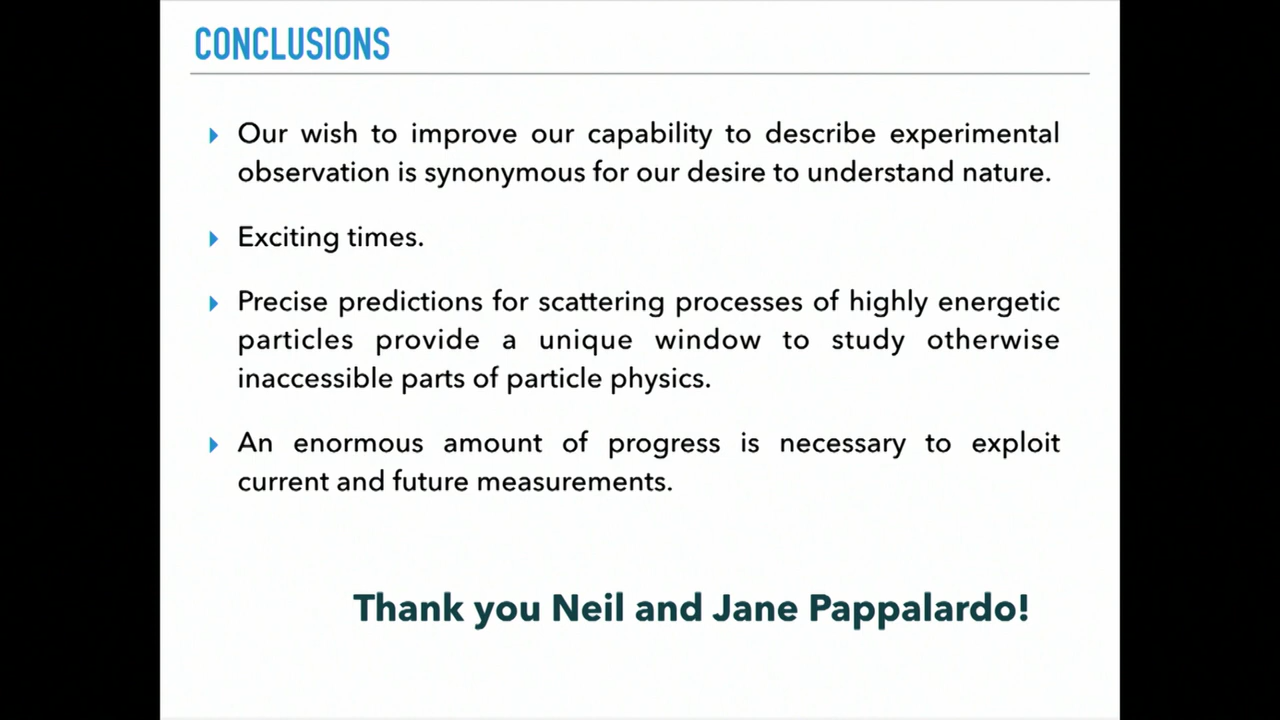 CONCLUSIONS
Our wish to improve our capability to describe experimental
observation is synonymous for our desire to understand nature.
Exciting times.
Precise predictions for scattering processes of highly energetic
particles provide a unique window to study otherwise
inaccessible parts of particle physics.
An enormous amount of progress is necessary to exploit
current and future measurements.
Thank you Neil and Jane Pappalardo!